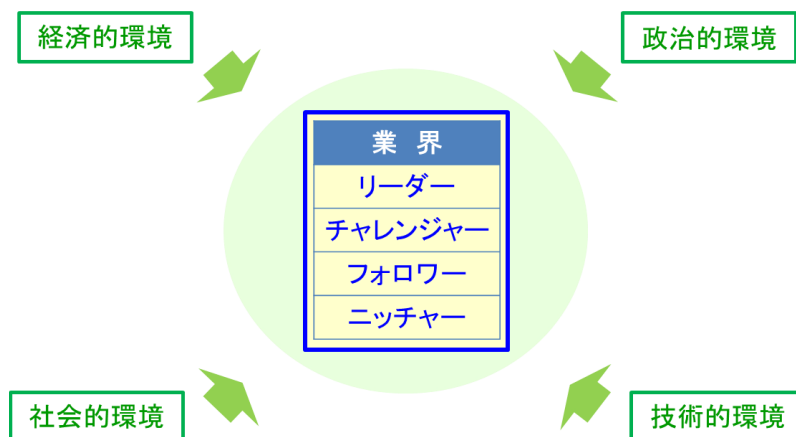 経済的環境
政治的環境
業 界
リーダー
チャレンジャー
フォロワー
ニッチャー
社会的環境
技術的環境